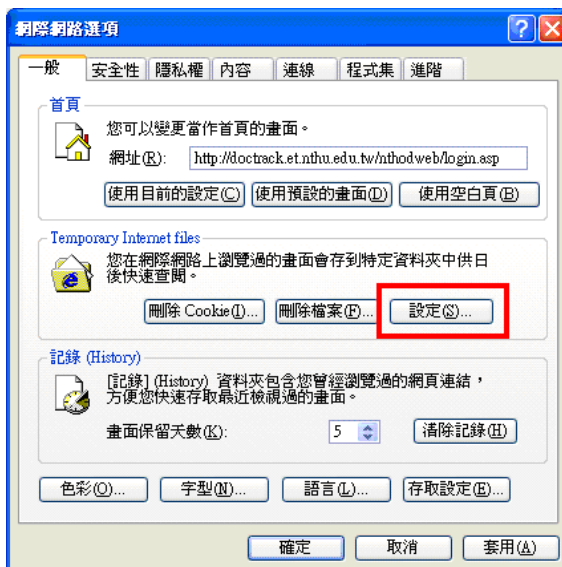 網際網路選項
一般 安全性 隱私權 內容 連線 程式集 進階
首頁
您可以變更當作首頁的畫面。
網址(R): http://doctrack.et.nthu.edu.tw/nthodweb/login.asp
使用目前的設定(C) 使用預設的畫面(D) 使用空白頁(B)
Temporary Internet files
您在網際網路上瀏覽過的畫面會存到特定資料夾中供日
後快速查閱。
刪除 Cookie(I)... 刪除檔案(F)... 設定(S)...
記錄 (History)
[記錄] (History) 資料夾包含您曾經瀏覽過的網頁連結，
方便您快速存取最近檢視過的畫面。
畫面保留天數(K): 5 清除記錄(H)
色彩(O)... 字型(N)... 語言(L)... 存取設定(E)...
確定 取消 套用(A)